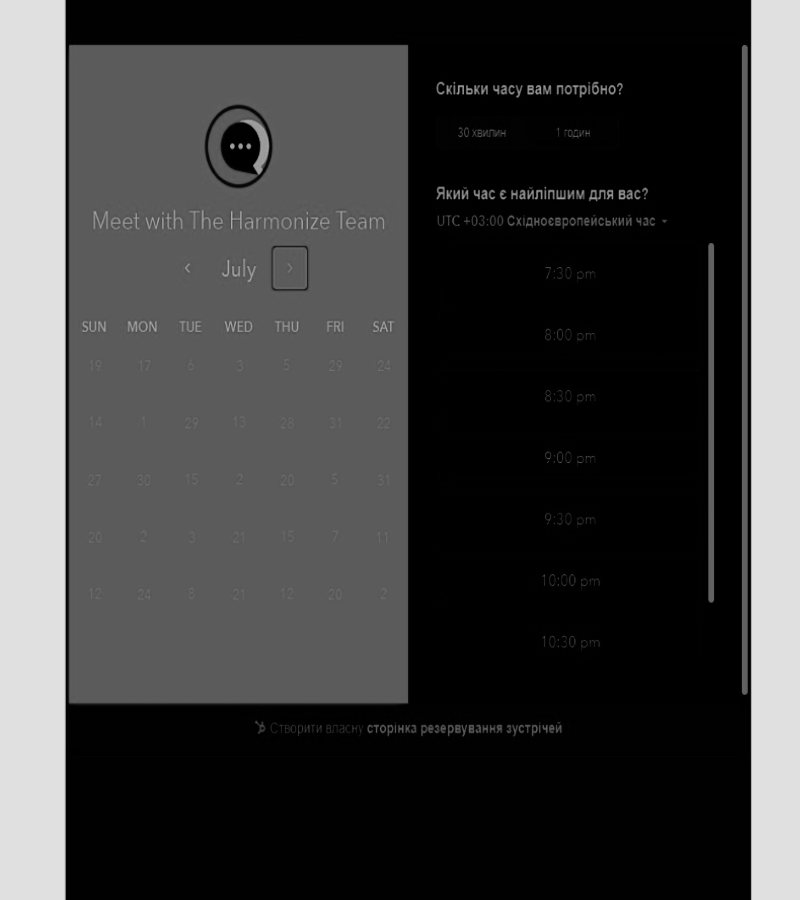 Meet with The Harmonize Team
July
SUN MON TUE WED THU FRI SAT
19 17 6 3 5 29 24
14 1 29 13 28 31 22
27 30 15 2 20 5 31
20 2 3 21 15 7 11
12 24 8 21 12 20 2
Скільки часу вам потрібно?
30 хвилин 1 годин
Який час є найліпшим для вас?
UTC +03:00 Східноєвропейський час
7:30 pm
8:00 pm
8:30 pm
9:00 pm
9:30 pm
10:00 pm
10:30 pm
Створити власну сторінка резервування зустрічей